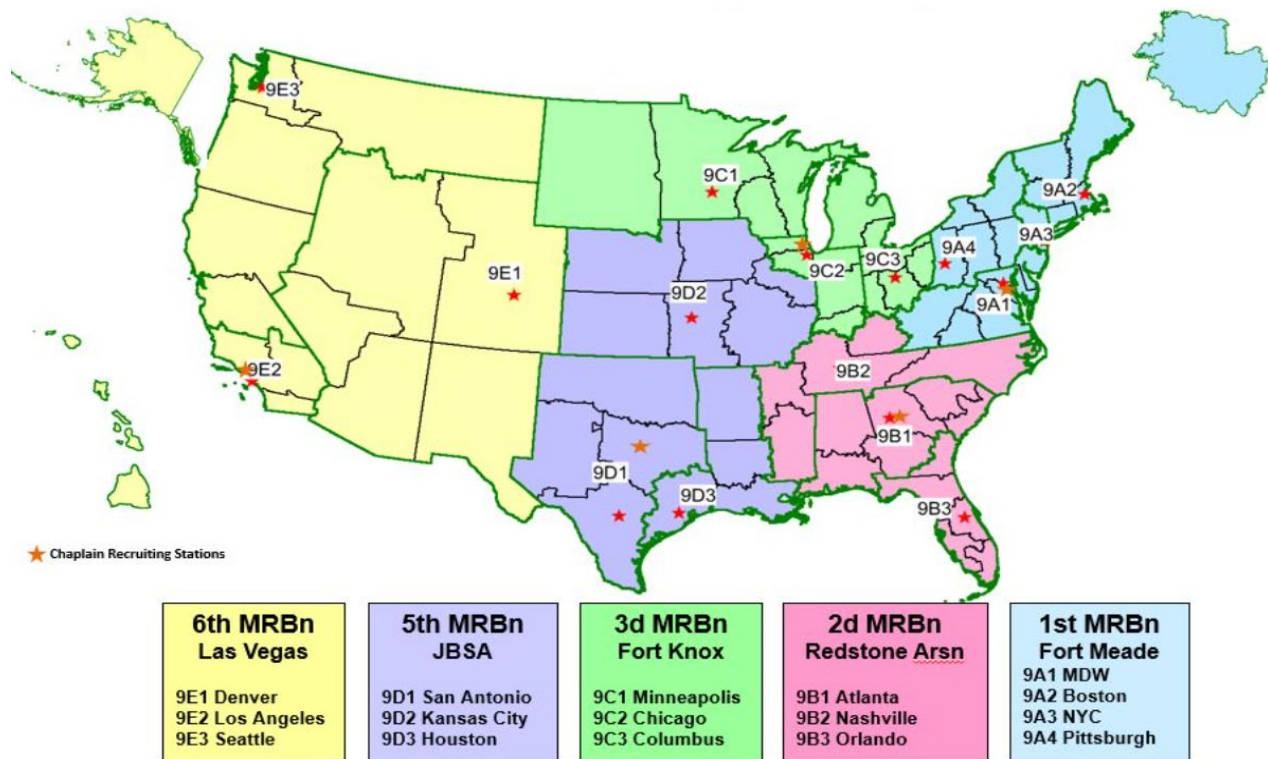 9E3
9C1
9A2
9A3
9A4
9C3
9C2
9E1
9D2
9A1
9E2
9B2
9B1
9D1
9D3
9B3
Chaplain Recruiting Stations
6th MRBn
Las Vegas
9E1 Denver
9E2 Los Angeles
9E3 Seattle
5th MRBn
JBSA
9D1 San Antonio
9D2 Kansas City
9D3 Houston
3d MRBn
Fort Knox
9C1 Minneapolis
9C2 Chicago
9C3 Columbus
2d MRBn
Redstone Arsn
9B1 Atlanta
9B2 Nashville
9B3 Orlando
1st MRBn
Fort Meade
9A1 MDW
9A2 Boston
9A3 NYC
9A4 Pittsburgh